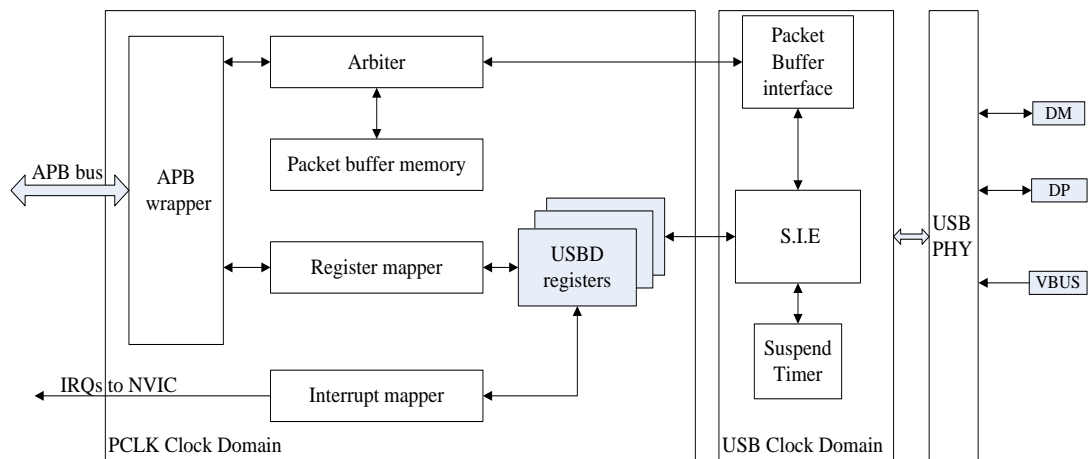 APB bus
APB
wrapper
Arbiter
Packet buffer memory
Register mapper
USBD
registers
Interrupt mapper
IRQs to NVIC
PCLK Clock Domain
Packet
Buffer
interface
S.I.E
Suspend
Timer
USB Clock Domain
USB
PHY
DM
DP
VBUS